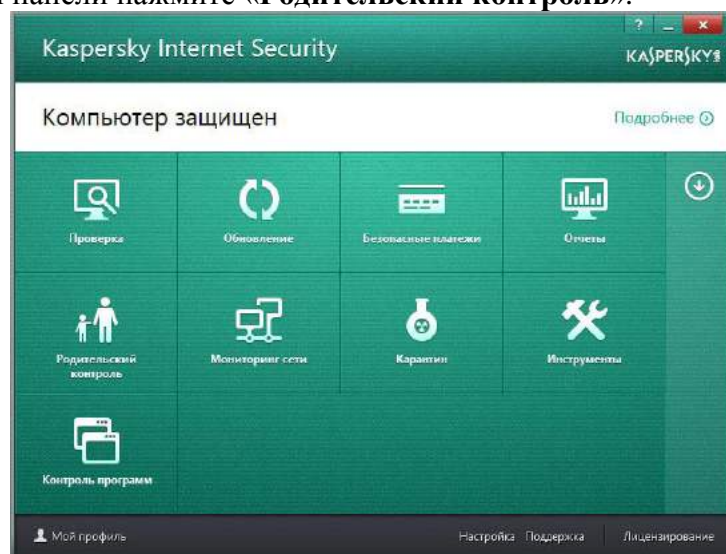 панели нажмите «Родительский контроль».
Kaspersky Internet Security
?
KASPERSKY
Компьютер защищен
Подробнее
Проверка
Обновление
Безопасные платежи
Отчеты
Родительский
контроль
Мониторинг сети
Карантин
Инструменты
Контроль программ
Мой профиль
Настройка Поддержка Лицензирование